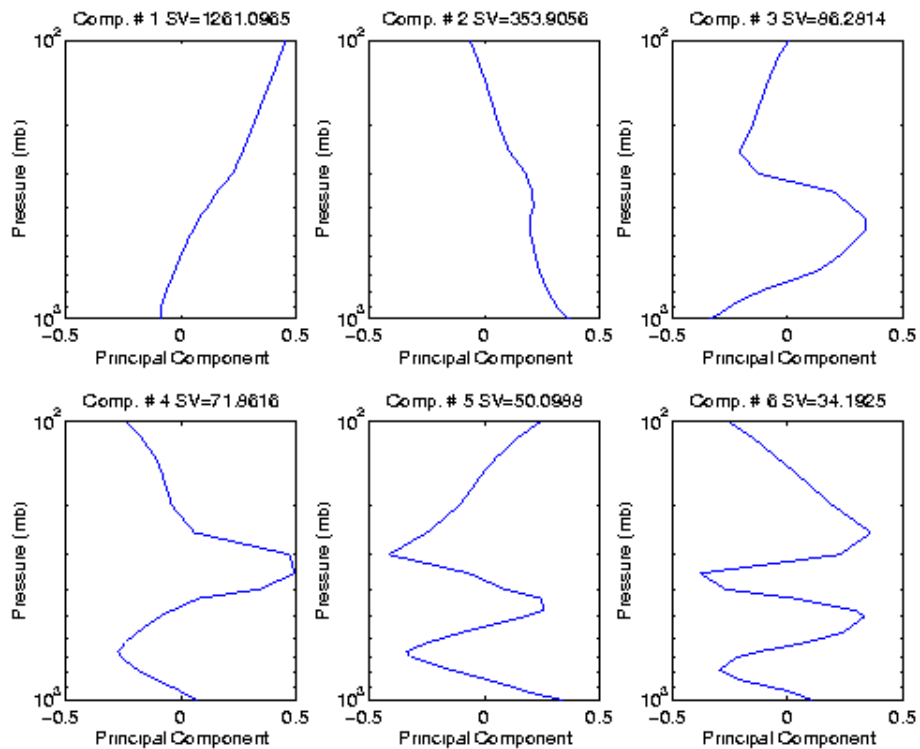 Comp. # 1 SV=1261.0965
Comp. # 2 SV=353.9056
Comp. # 3 SV=96.2914
10²
10²
10²
Pressure (mb)
Pressure (mb)
Pressure (mb)
10³
10³
10³
−0.5 0 0.5
−0.5 0 0.5
−0.5 0 0.5
Principal Component
Principal Component
Principal Component
Comp. # 4 SV=71.9616
Comp. # 5 SV=50.0999
Comp. # 6 SV=34.1925
10²
10²
10²
Pressure (mb)
Pressure (mb)
Pressure (mb)
10³
10³
10³
−0.5 0 0.5
−0.5 0 0.5
−0.5 0 0.5
Principal Component
Principal Component
Principal Component